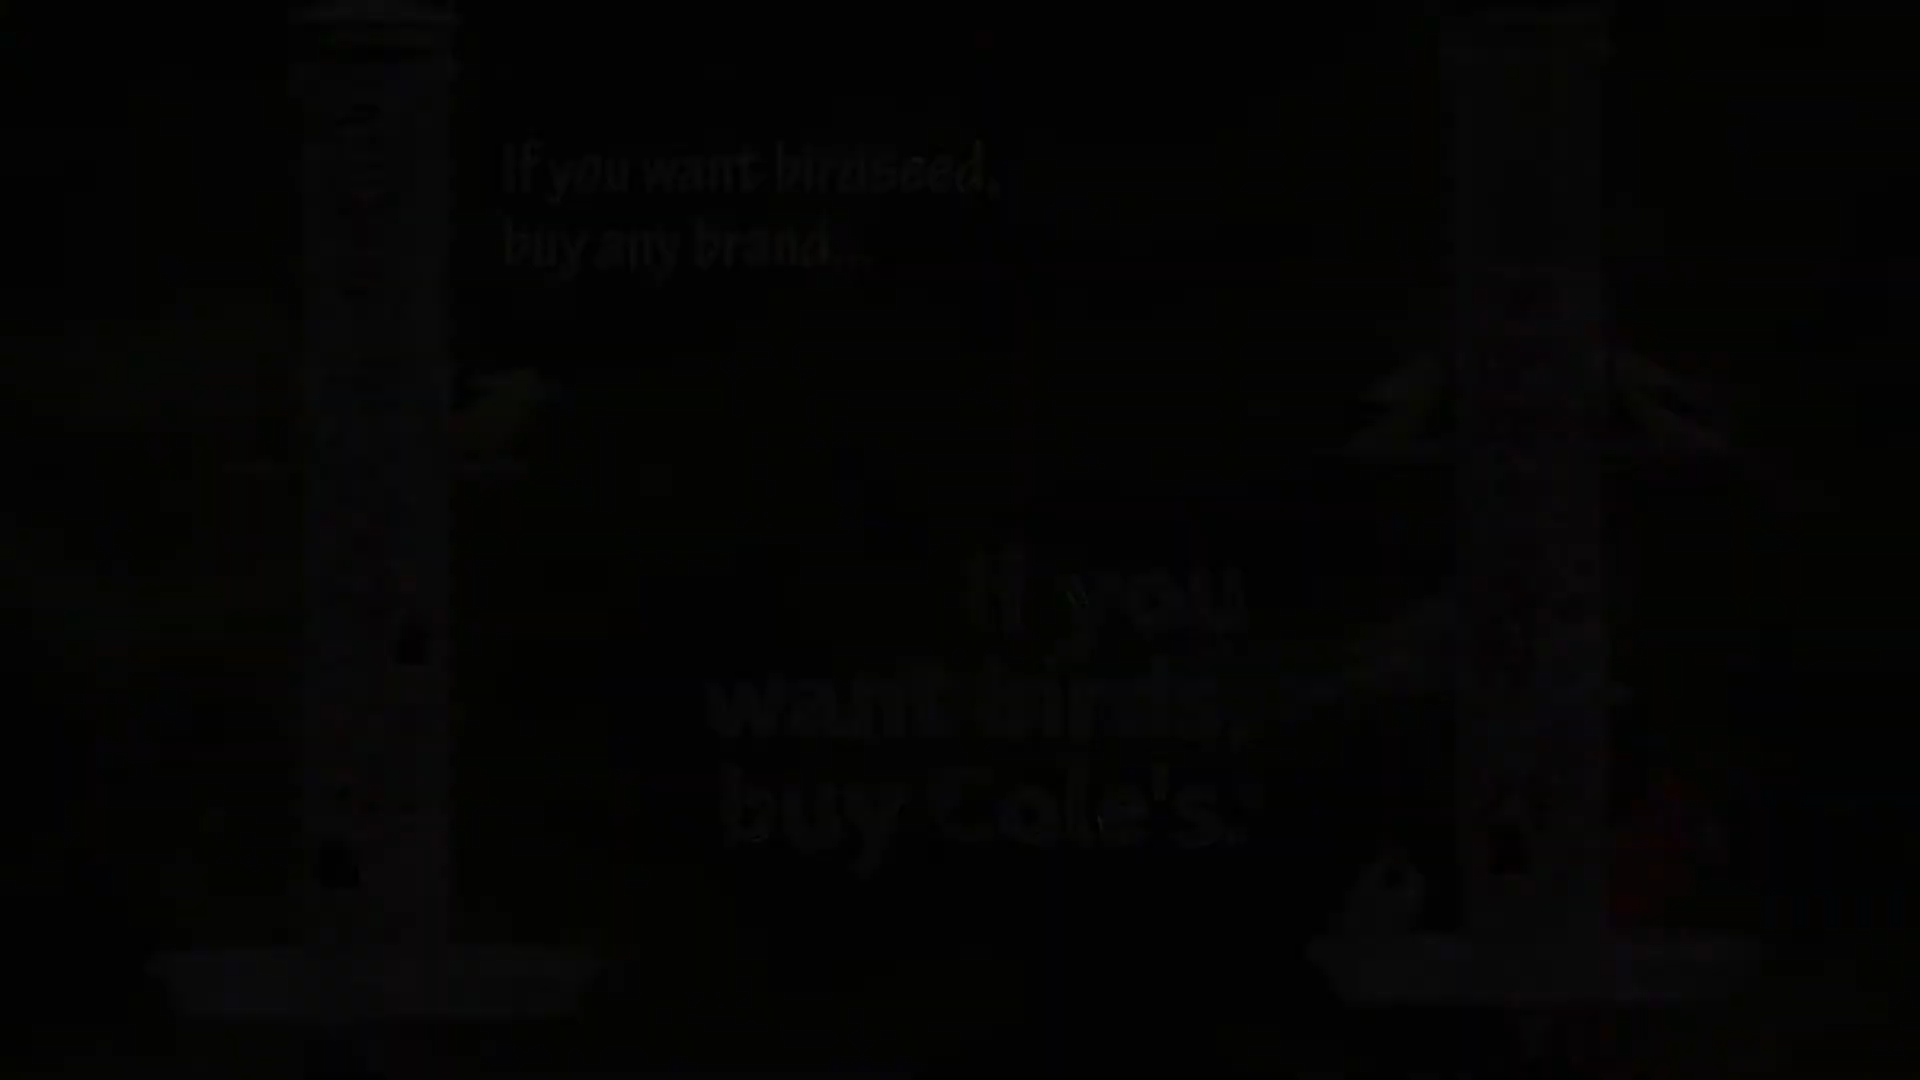 If you want birdseed,
buy any brand...
If you
want birds,
buy Cole's.